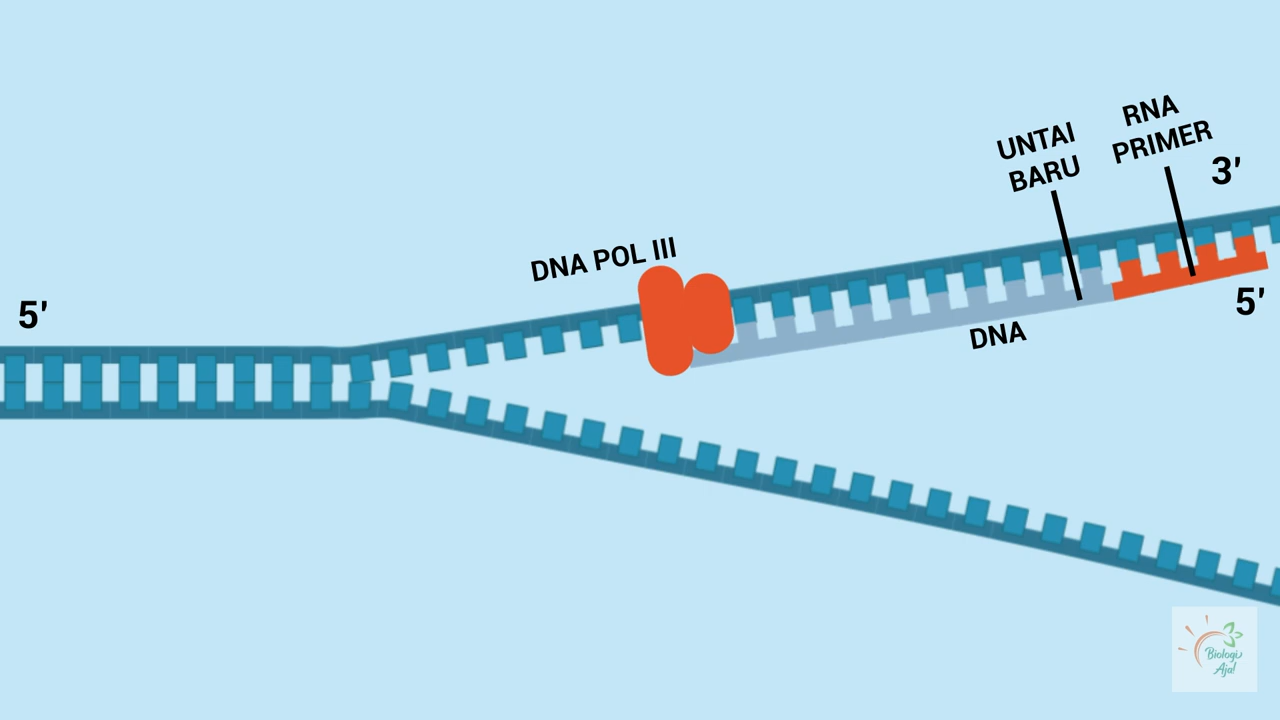 RNA
PRIMER
UNTAI
BARU
3’
DNA POL III
5’
5’
DNA
Biologi
Aja!